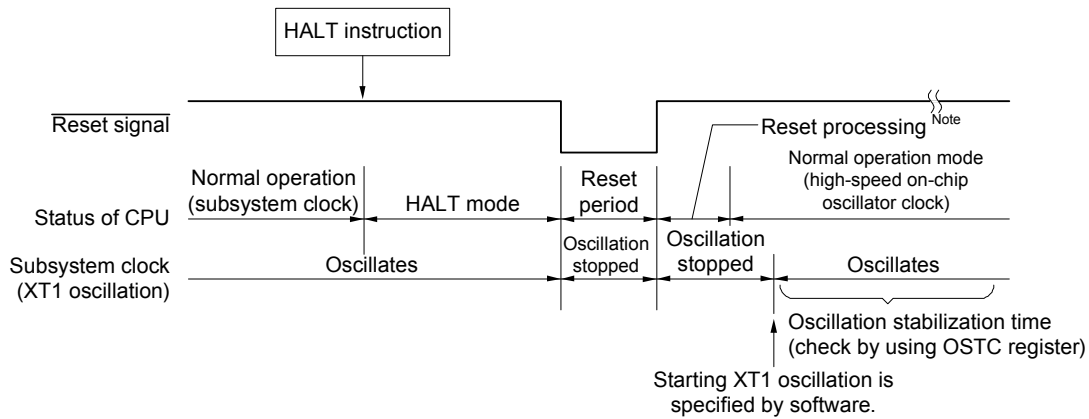 HALT instruction
Reset signal
Reset processing Note
Normal operation
(subsystem clock)
HALT mode
Reset
period
Normal operation mode
(high-speed on-chip
oscillator clock)
Status of CPU
Subsystem clock
(XT1 oscillation)
Oscillates
Oscillation
stopped
Oscillation
stopped
Oscillates
Oscillation stabilization time
(check by using OSTC register)
Starting XT1 oscillation is
specified by software.